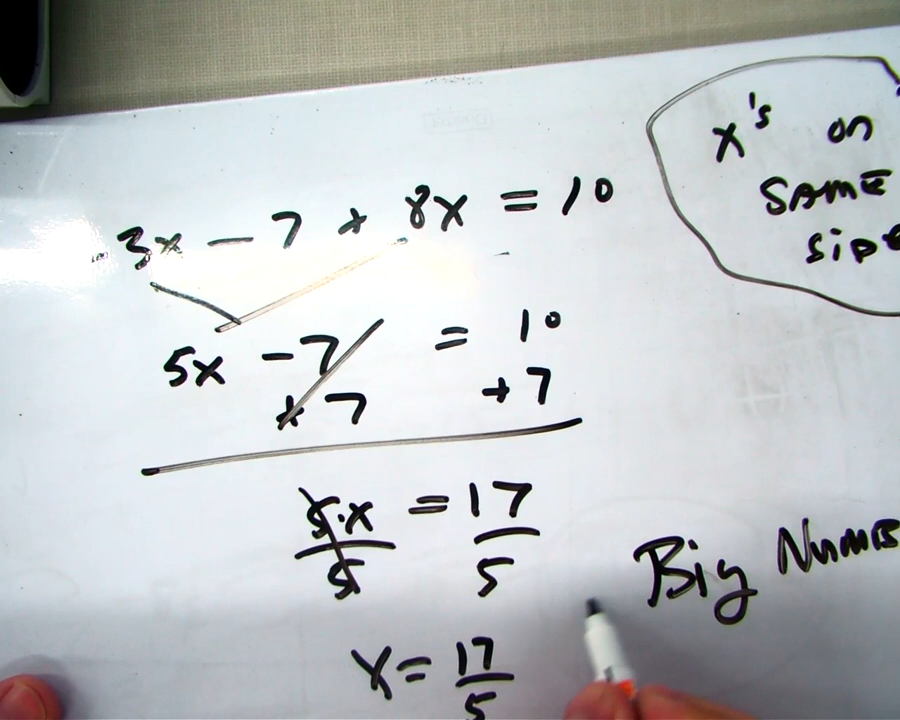 -3x - 7 + 8x = 10
x's on
SAME
side
5x - 7 = 10
+7 +7
5·x = 17
5 5
Big
x = 17
5